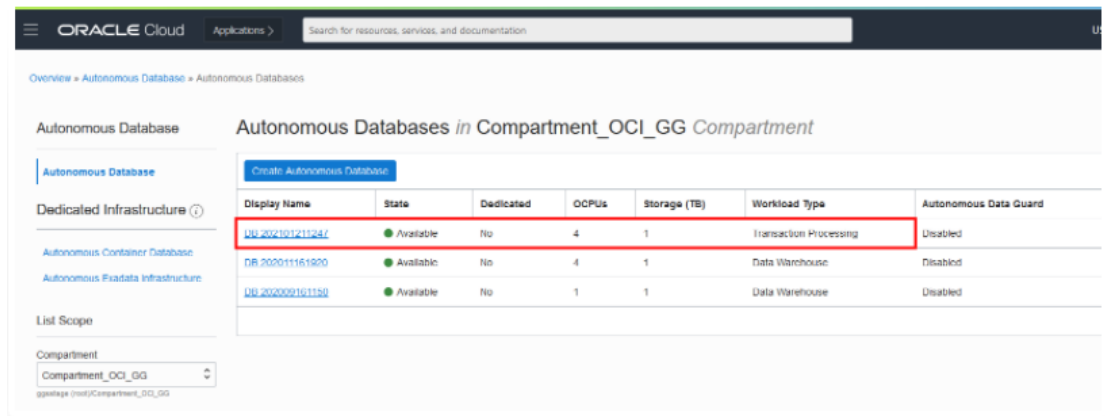 ORACLE Cloud
Applications >
Search for resources, services, and documentation
Overview » Autonomous Database » Autonomous Databases
Autonomous Database
Autonomous Database
Dedicated Infrastructure
Autonomous Container Database
Autonomous Exadata Infrastructure
List Scope
Compartment
Compartment_OCI_GG
(root)/Compartment_OCI_GG
Autonomous Databases in Compartment_OCI_GG Compartment
Create Autonomous Database
Display Name State Dedicated OCPUs Storage (TB) Workload Type Autonomous Data Guard
DB 202101211247 Available No 4 1 Transaction Processing Disabled
DB 202011161920 Available No 4 1 Data Warehouse Disabled
DB 202009161150 Available No 1 1 Data Warehouse Disabled